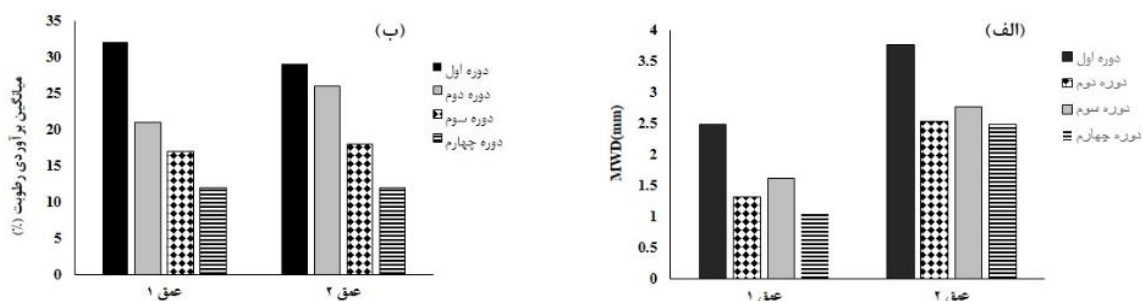 (الف)
MWD(mm)
4
3.5
3
2.5
2
1.5
1
0.5
0
عمق ۱
عمق ۲
دوره اول
دوره دوم
دوره سوم
دوره چهارم
(ب)
میانگین برآوردی رطوبت (%)
35
30
25
20
15
10
5
0
عمق ۱
عمق ۲
دوره اول
دوره دوم
دوره سوم
دوره چهارم